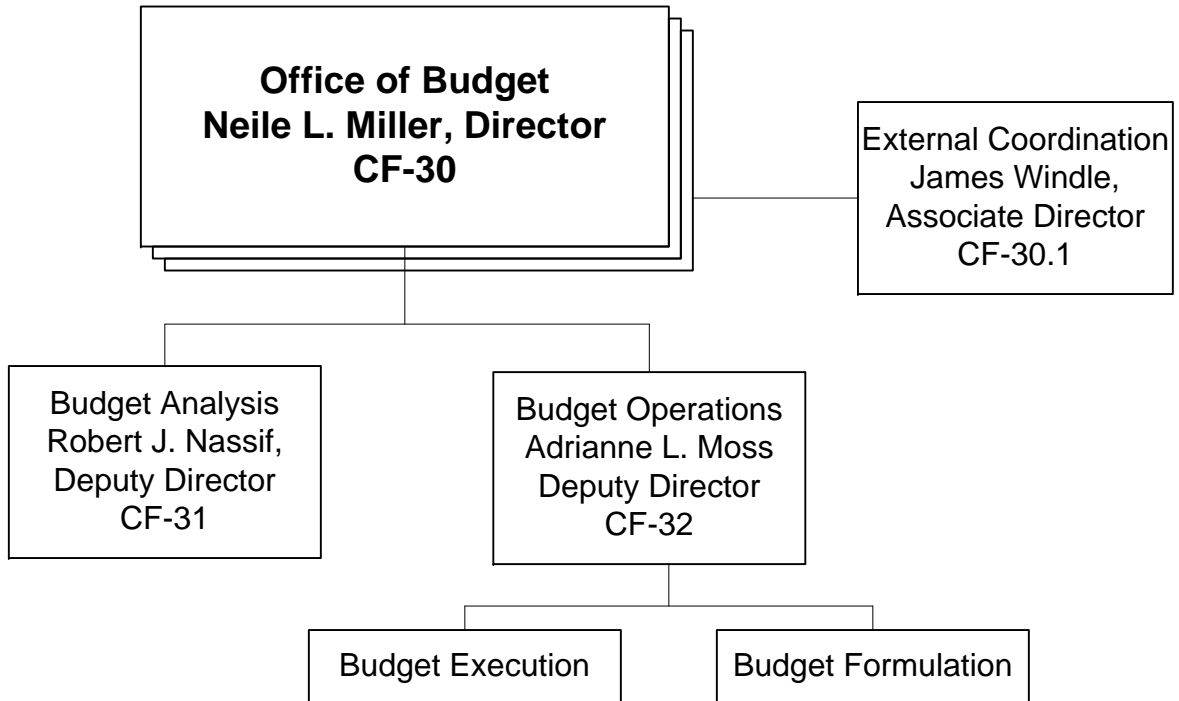 Office of Budget
Neile L. Miller, Director
CF-30
External Coordination
James Windle,
Associate Director
CF-30.1
Budget Analysis
Robert J. Nassif,
Deputy Director
CF-31
Budget Operations
Adrianne L. Moss
Deputy Director
CF-32
Budget Execution
Budget Formulation